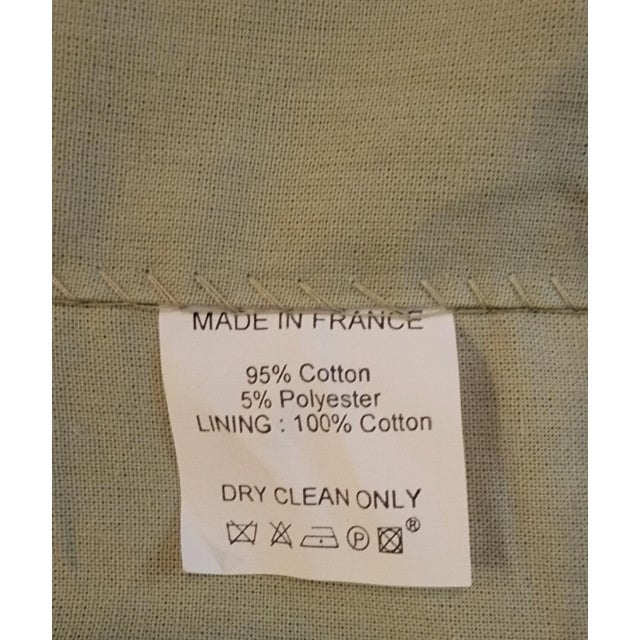 MADE IN FRANCE
95% Cotton
5% Polyester
LINING : 100% Cotton
DRY CLEAN ONLY
P ®